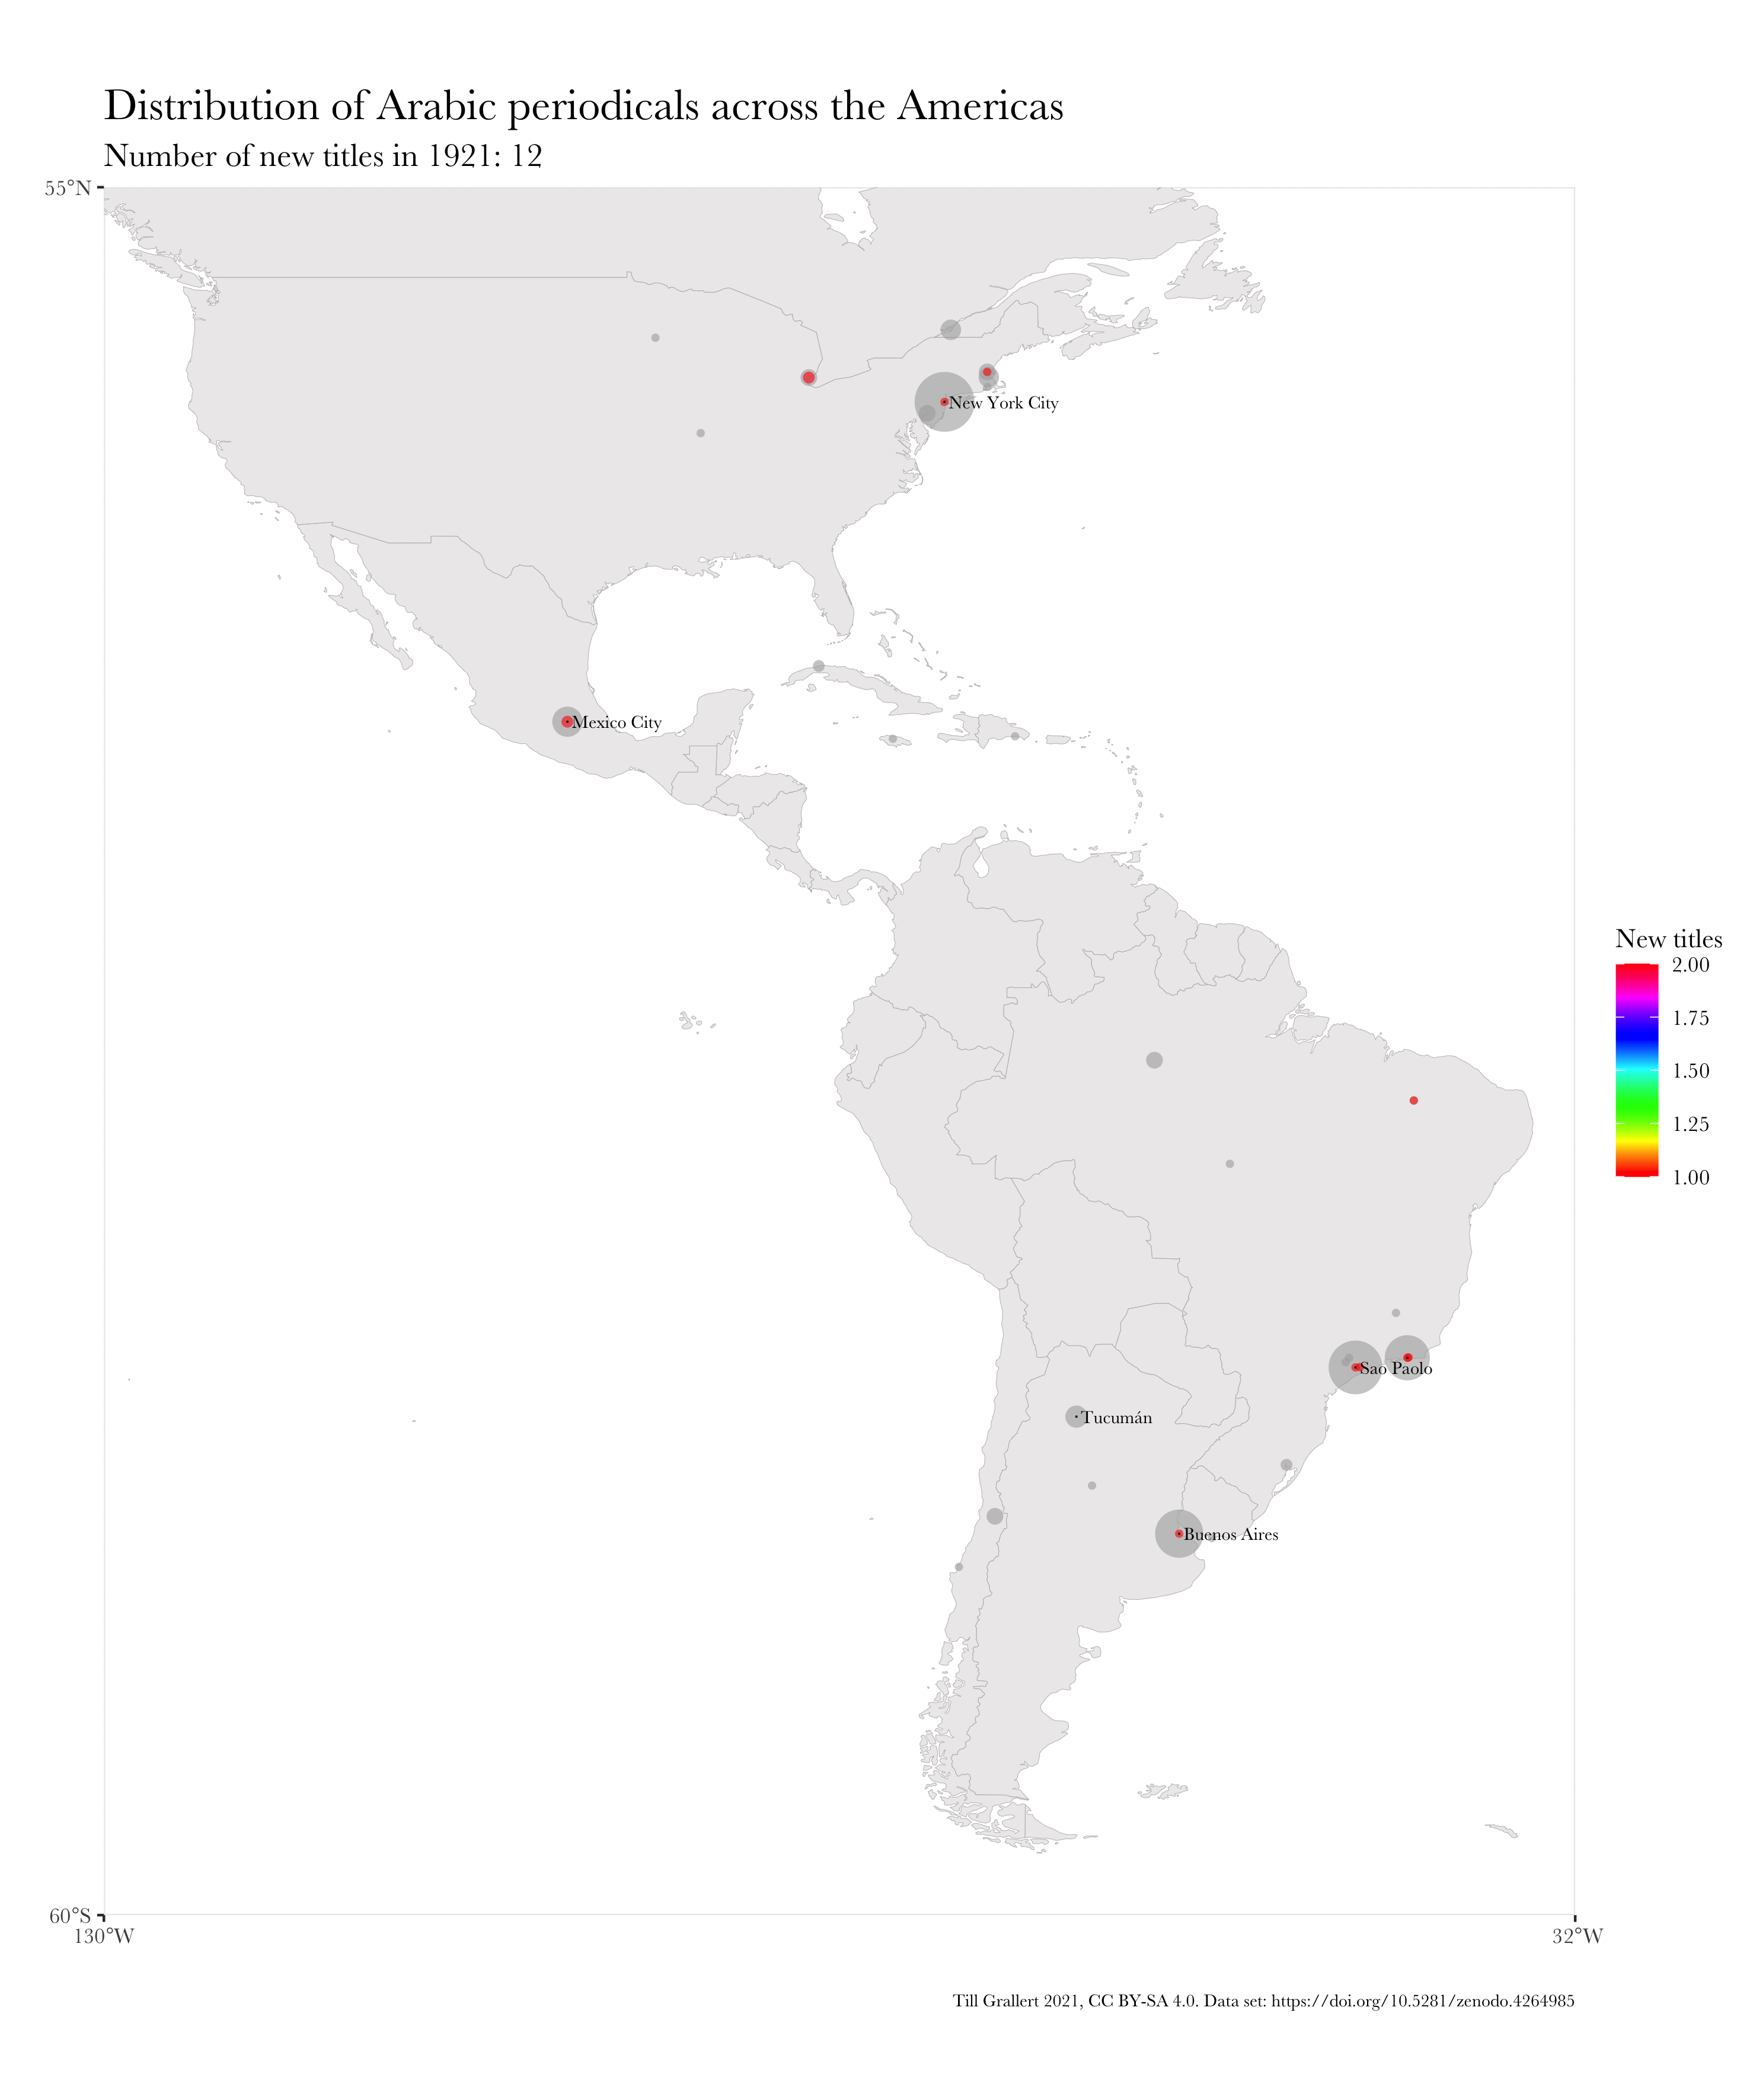 Distribution of Arabic periodicals across the Americas
Number of new titles in 1921: 12
55°N
New York City
Mexico City
New titles
2.00
1.75
1.50
1.25
1.00
Sao Paolo
Tucumán
Buenos Aires
60°S
130°W
32°W
Till Grallert 2021, CC BY-SA 4.0. Data set: https://doi.org/10.5281/zenodo.4264985